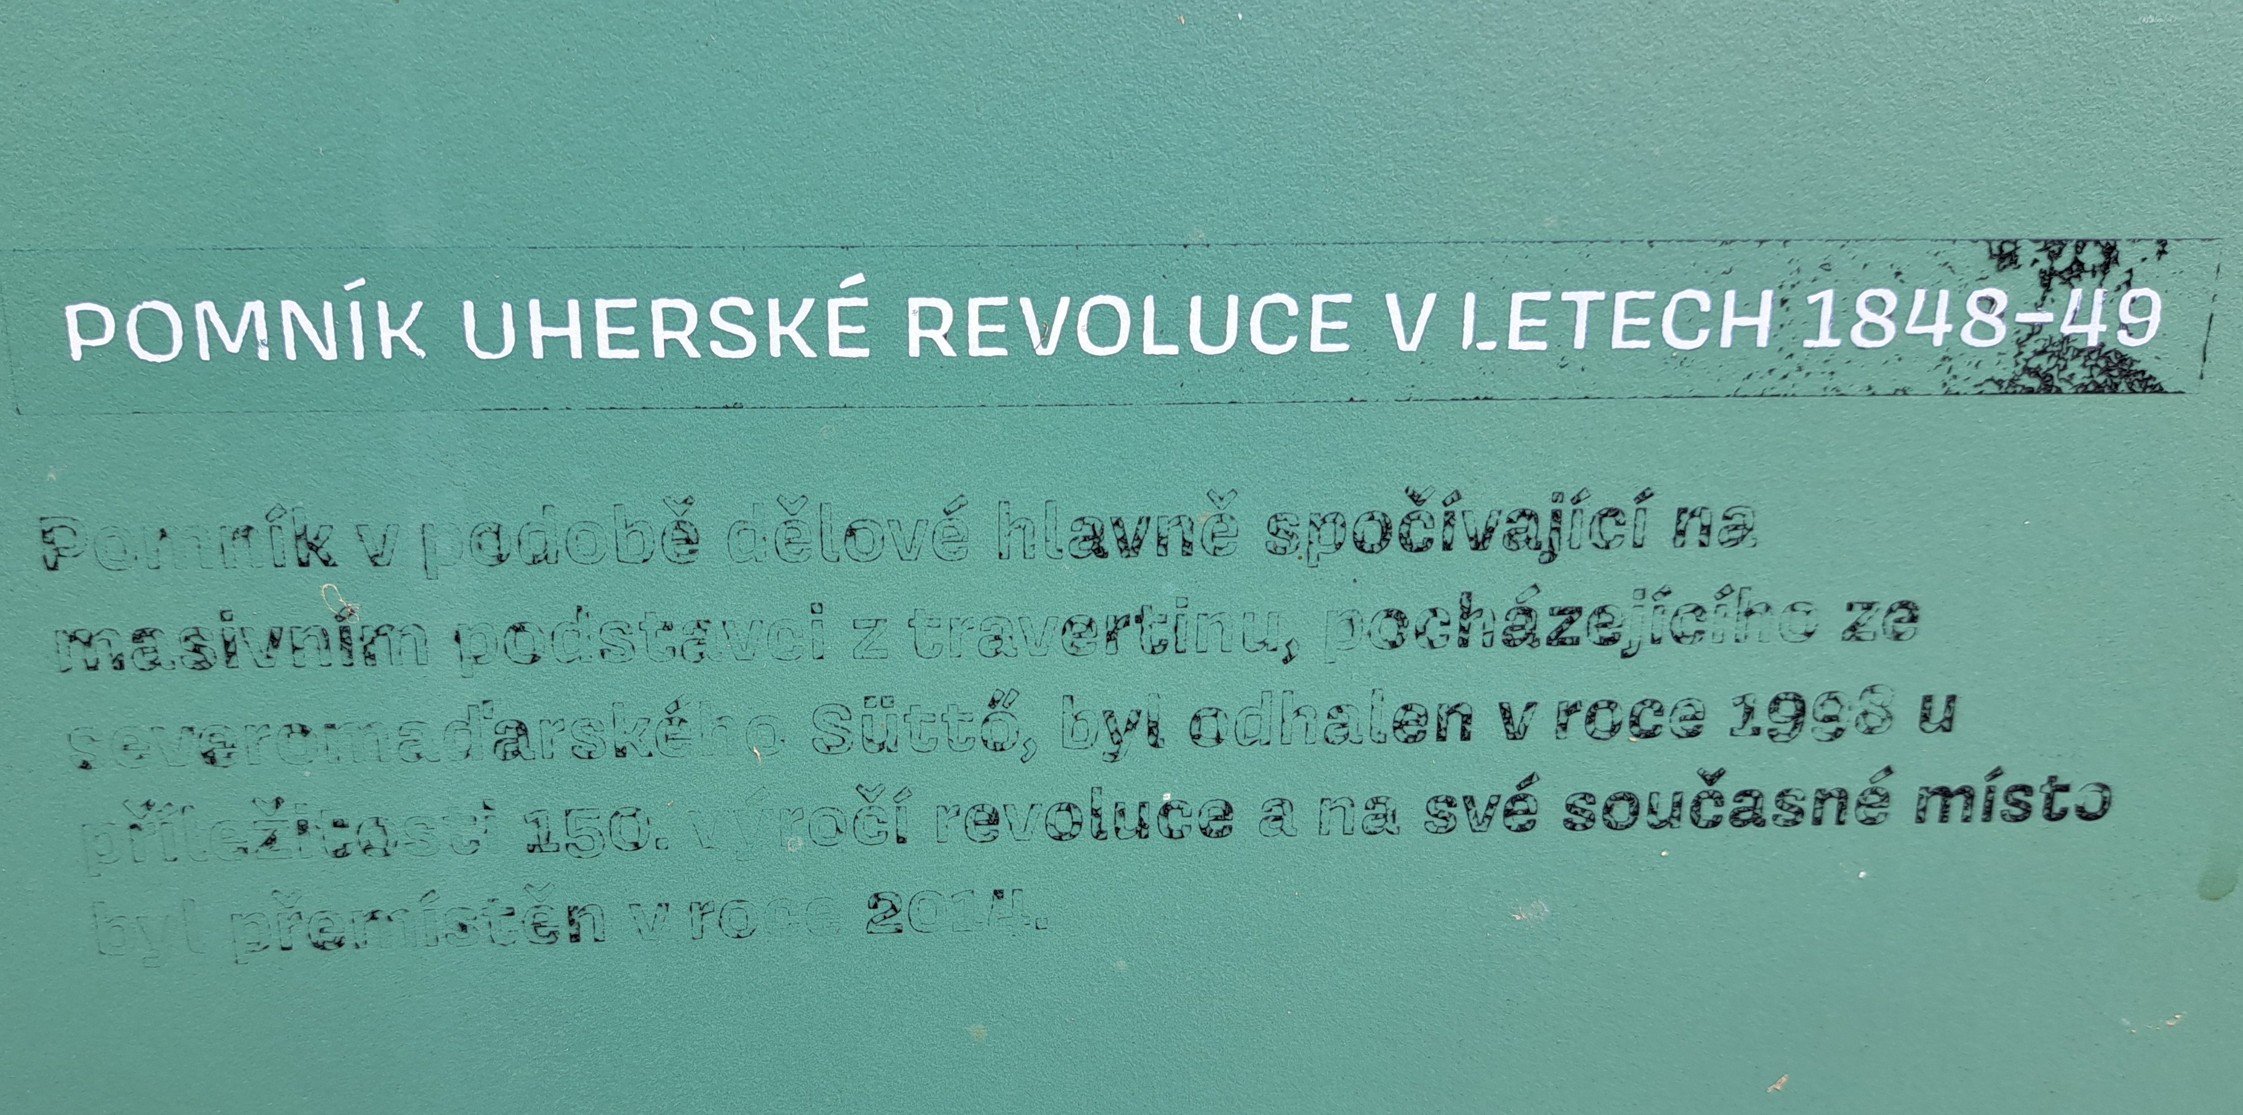 POMNÍK UHERSKÉ REVOLUCE V LETECH 1848-49
Pomník v podobě dělové hlavně spočívající na
masivním podstavci z travertinu, pocházejícího ze
severomaďarského Süttő, byl odhalen v roce 1998 u
příležitosti 150. výročí revoluce a na své současné místo
byl přemístěn v roce 2014.